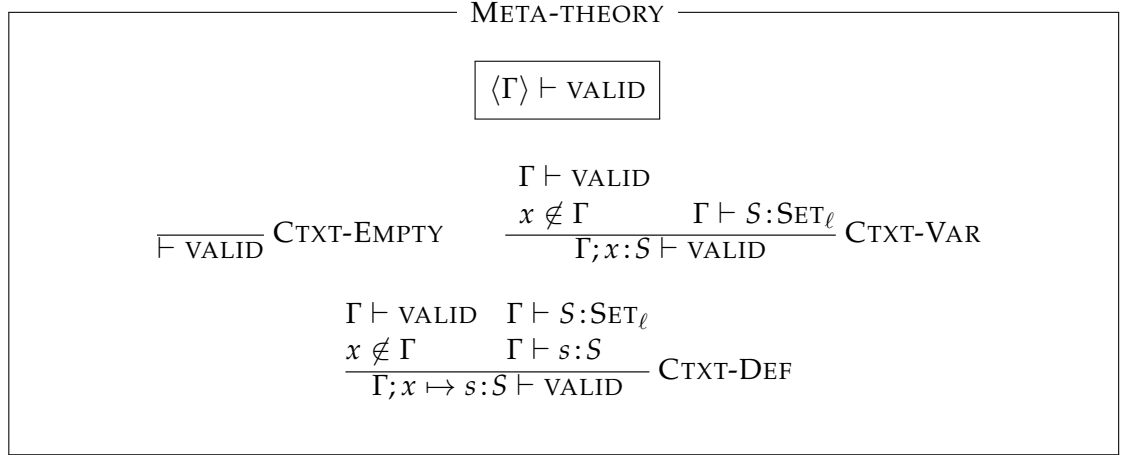 META-THEORY
⟨Γ⟩ ⊢ VALID
Γ ⊢ VALID
x ∉ Γ Γ ⊢ S:SET_ℓ
⊢ VALID CTXT-EMPTY Γ; x:S ⊢ VALID CTXT-VAR
Γ ⊢ VALID Γ ⊢ S:SET_ℓ
x ∉ Γ Γ ⊢ s:S
Γ; x ↦ s:S ⊢ VALID CTXT-DEF